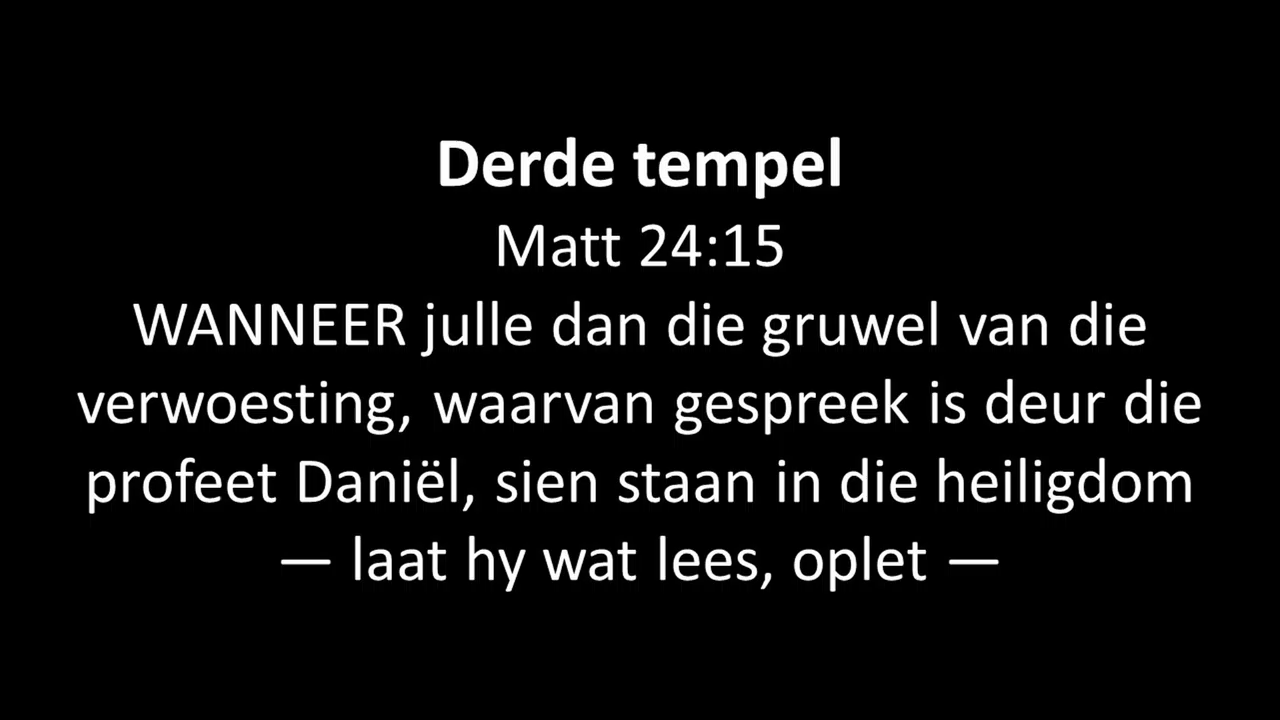 Derde tempel
Matt 24:15
WANNEER julle dan die gruwel van die
verwoesting, waarvan gespreek is deur die
profeet Daniël, sien staan in die heiligdom
— laat hy wat lees, oplet —